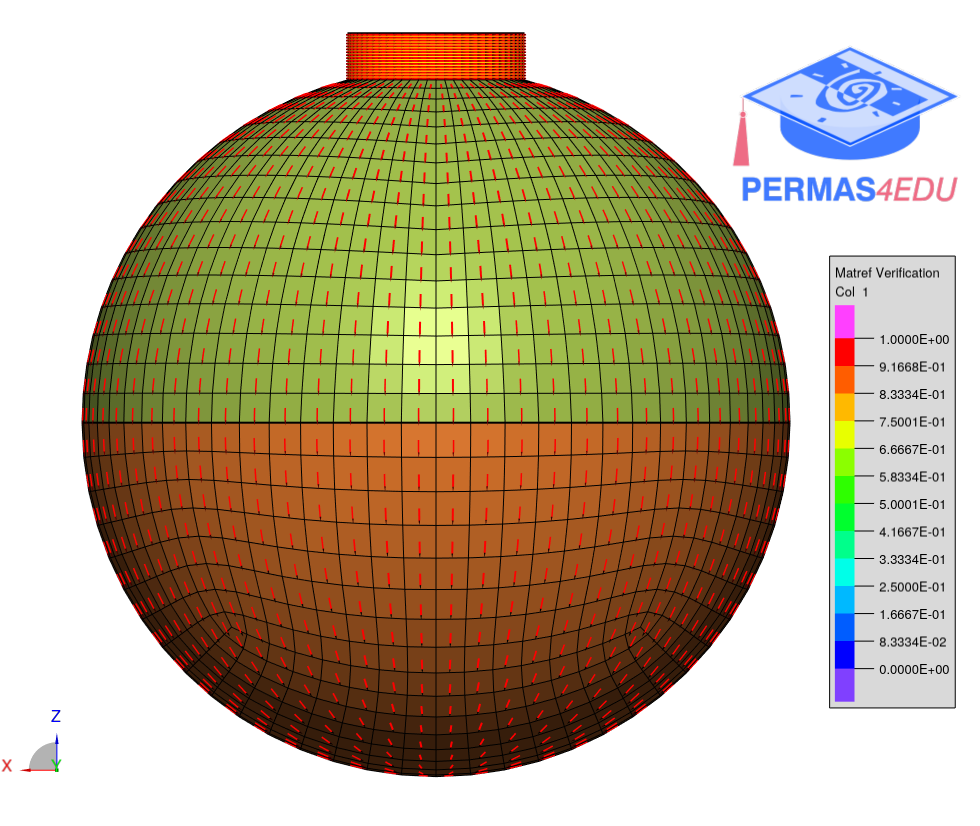 PERMAS4EDU
Matref Verification
Col 1
1.0000E+00
9.1668E-01
8.3334E-01
7.5001E-01
6.6667E-01
5.8334E-01
5.0001E-01
4.1667E-01
3.3334E-01
2.5000E-01
1.6667E-01
8.3334E-02
0.0000E+00
Z
X
Y